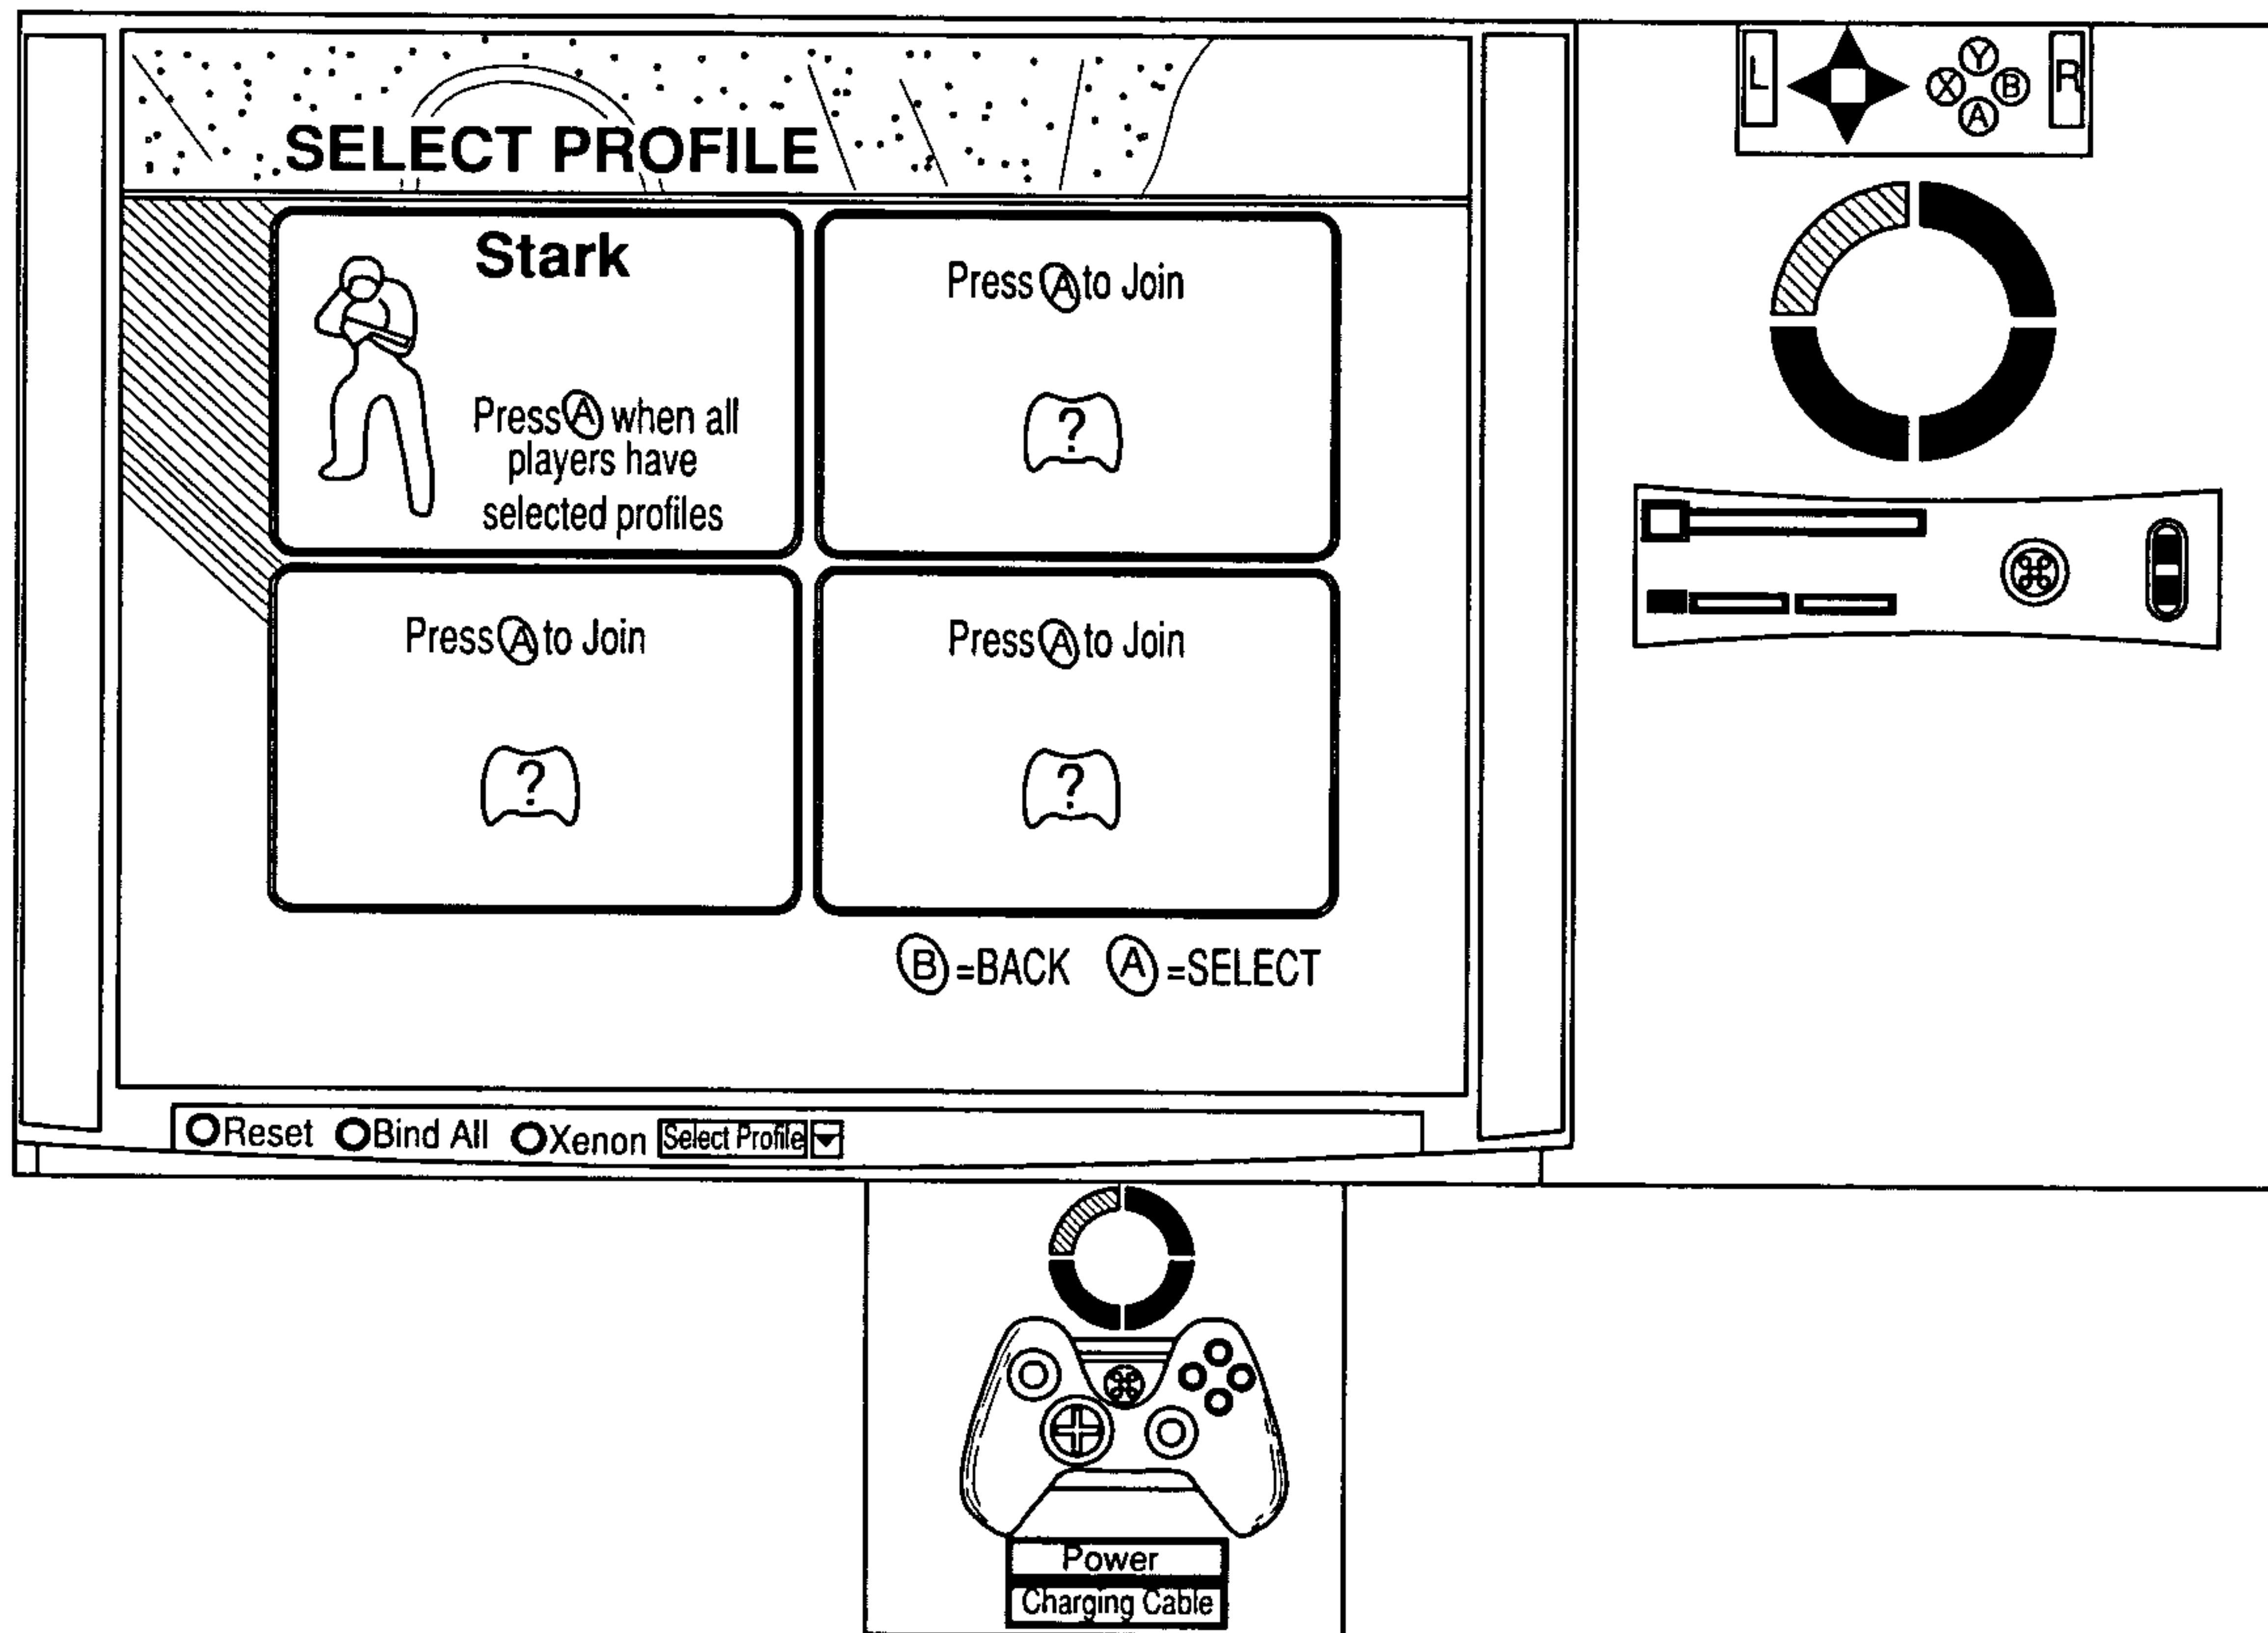 SELECT PROFILE
Stark
Press A when all
players have
selected profiles
Press A to Join
?
Press A to Join
?
Press A to Join
?
B =BACK A =SELECT
Reset Bind All Xenon Select Profile
L Y X B A R
Power
Charging Cable